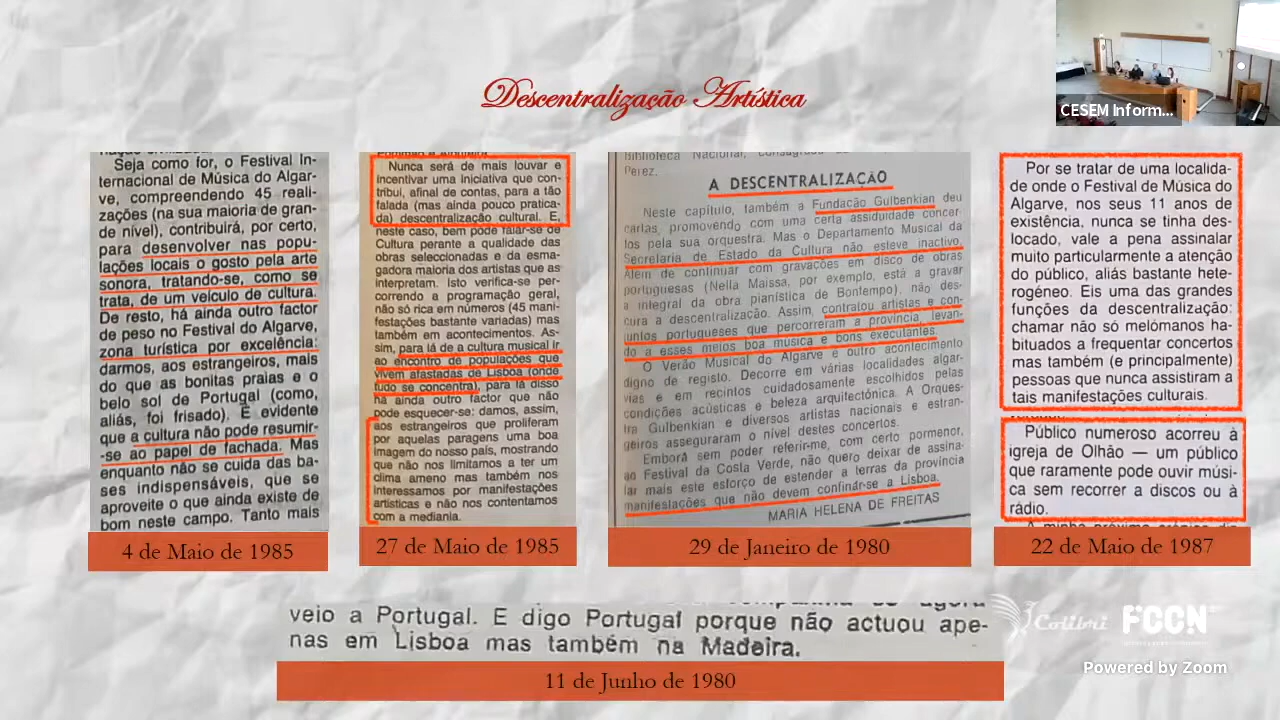 Descentralização Artística
CESEM Inform...
Seja como for, o Festival In-
ternacional de Música do Algar-
ve, compreendendo 45 reali-
zações (na sua maioria de gran-
de nível), contribuirá, por certo,
para desenvolver nas popu-
lações locais o gosto pela arte
sonora, tratando-se, como se
trata, de um veículo de cultura.
De resto, há ainda outro factor
de peso no Festival do Algarve,
zona turística por excelência:
darmos, aos estrangeiros, mais
do que as bonitas praias e o
belo sol de Portugal (como,
aliás, foi frisado). É evidente
que a cultura não pode resumir-
-se ao papel de fachada. Mas
enquanto não se cuida das ba-
ses indispensáveis, que se
aproveite o que ainda existe de
bom neste campo. Tanto mais
4 de Maio de 1985
Nunca será de mais louvar e
incentivar uma iniciativa que con-
tribui, afinal de contas, para a tão
falada (mas ainda pouco pratica-
da) descentralização cultural. E,
neste caso, bem pode falar-se de
Cultura perante a qualidade das
obras seleccionadas e da esma-
gadora maioria dos artistas que as
interpretam. Isto verifica-se per-
correndo a programação geral,
não só rica em números (45 mani-
festações bastante variadas) mas
também em acontecimentos. As-
sim, para lá de a cultura musical ir
ao encontro de populações que
vivem afastadas de Lisboa (onde
tudo se concentra), para lá disso
há ainda outro factor que não
pode esquecer-se: damos, assim,
aos estrangeiros que proliferam
por aquelas paragens uma boa
imagem do nosso país, mostrando
que não nos limitamos a ter um
clima ameno mas também nos
interessamos por manifestações
artísticas e não nos contentamos
com a mediania.
27 de Maio de 1985
Biblioteca Nacional, consagrado
Perez.
A DESCENTRALIZAÇÃO
Neste capítulo, também a Fundação Gulbenkian deu
cartas, promovendo com uma certa assiduidade concer-
tos pela sua orquestra. Mas o Departamento Musical da
Secretaria de Estado da Cultura não esteve inactivo.
Além de continuar com gravações em disco de obras
portuguesas (Nella Maissa, por exemplo, está a gravar
a integral da obra pianística de Bontempo), não des-
cura a descentralização. Assim, contratou artistas e con-
juntos portugueses que percorreram a província, levan-
do a esses meios boa música e bons executantes.
O Verão Musical do Algarve é outro acontecimento
digno de registo. Decorre em várias localidades algar-
vias e em recintos cuidadosamente escolhidos pelas
condições acústicas e beleza arquitectónica. A Orques-
tra Gulbenkian e diversos artistas nacionais e estran-
geiros asseguraram o nível destes concertos.
Embora sem poder referir-me, com certo pormenor,
ao Festival da Costa Verde, não quero deixar de assina-
lar mais este esforço de estender a terras da província
manifestações que não devem confinar-se a Lisboa.
MARIA HELENA DE FREITAS
29 de Janeiro de 1980
Por se tratar de uma localida-
de onde o Festival de Música do
Algarve, nos seus 11 anos de
existência, nunca se tinha des-
locado, vale a pena assinalar
muito particularmente a atenção
do público, aliás bastante hete-
rogéneo. Eis uma das grandes
funções da descentralização:
chamar não só melómanos ha-
bituados a frequentar concertos
mas também (e principalmente)
pessoas que nunca assistiram a
tais manifestações culturais.
Público numeroso acorreu à
igreja de Olhão — um público
que raramente pode ouvir músi-
ca sem recorrer a discos ou à
rádio.
22 de Maio de 1987
veio a Portugal. E digo Portugal porque não actuou ape-
nas em Lisboa mas também na Madeira.
11 de Junho de 1980
Colibri FCCN
Powered by Zoom